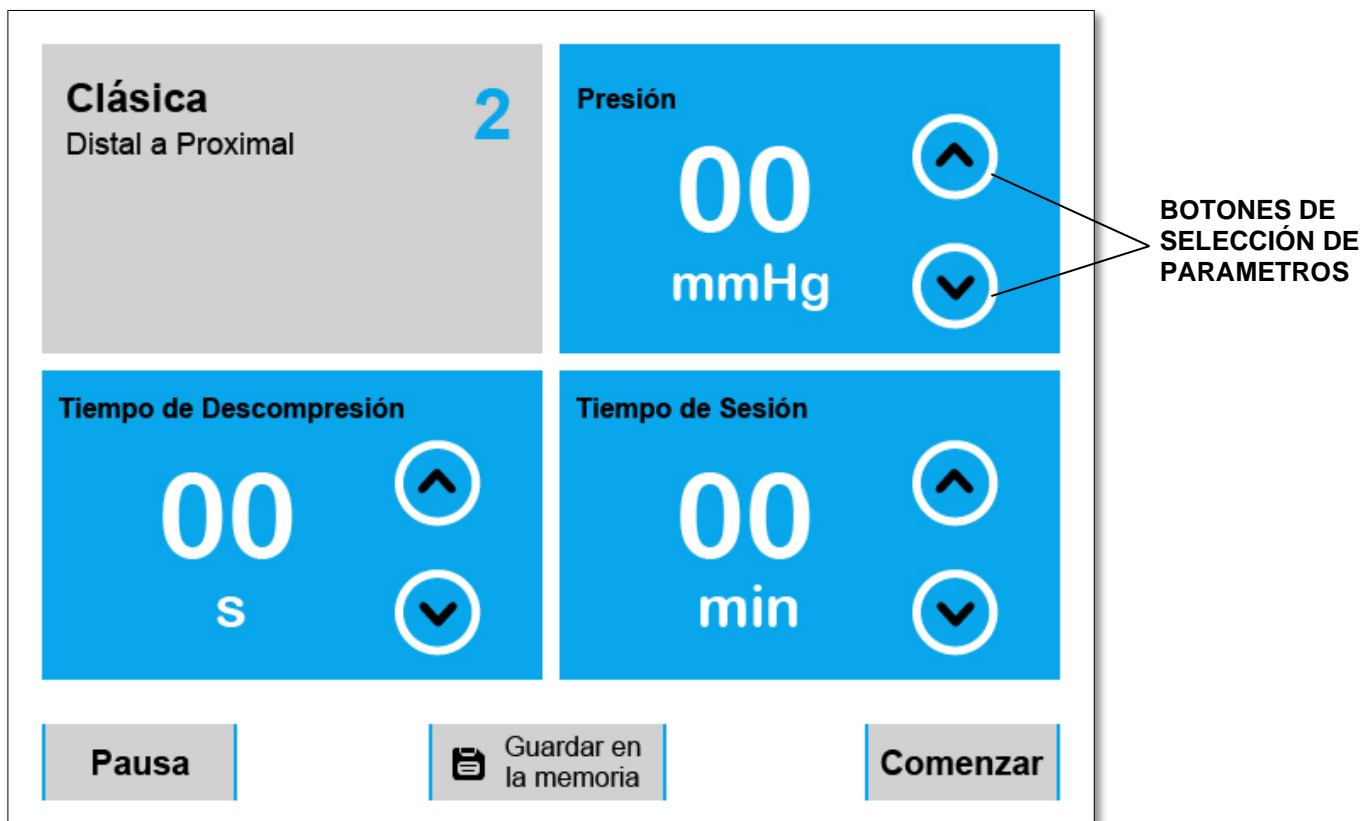 Clásica
Distal a Proximal
2
Presión
00
mmHg
BOTONES DE
SELECCIÓN DE
PARAMETROS
Tiempo de Descompresión
00
s
Tiempo de Sesión
00
min
Pausa
Guardar en
la memoria
Comenzar